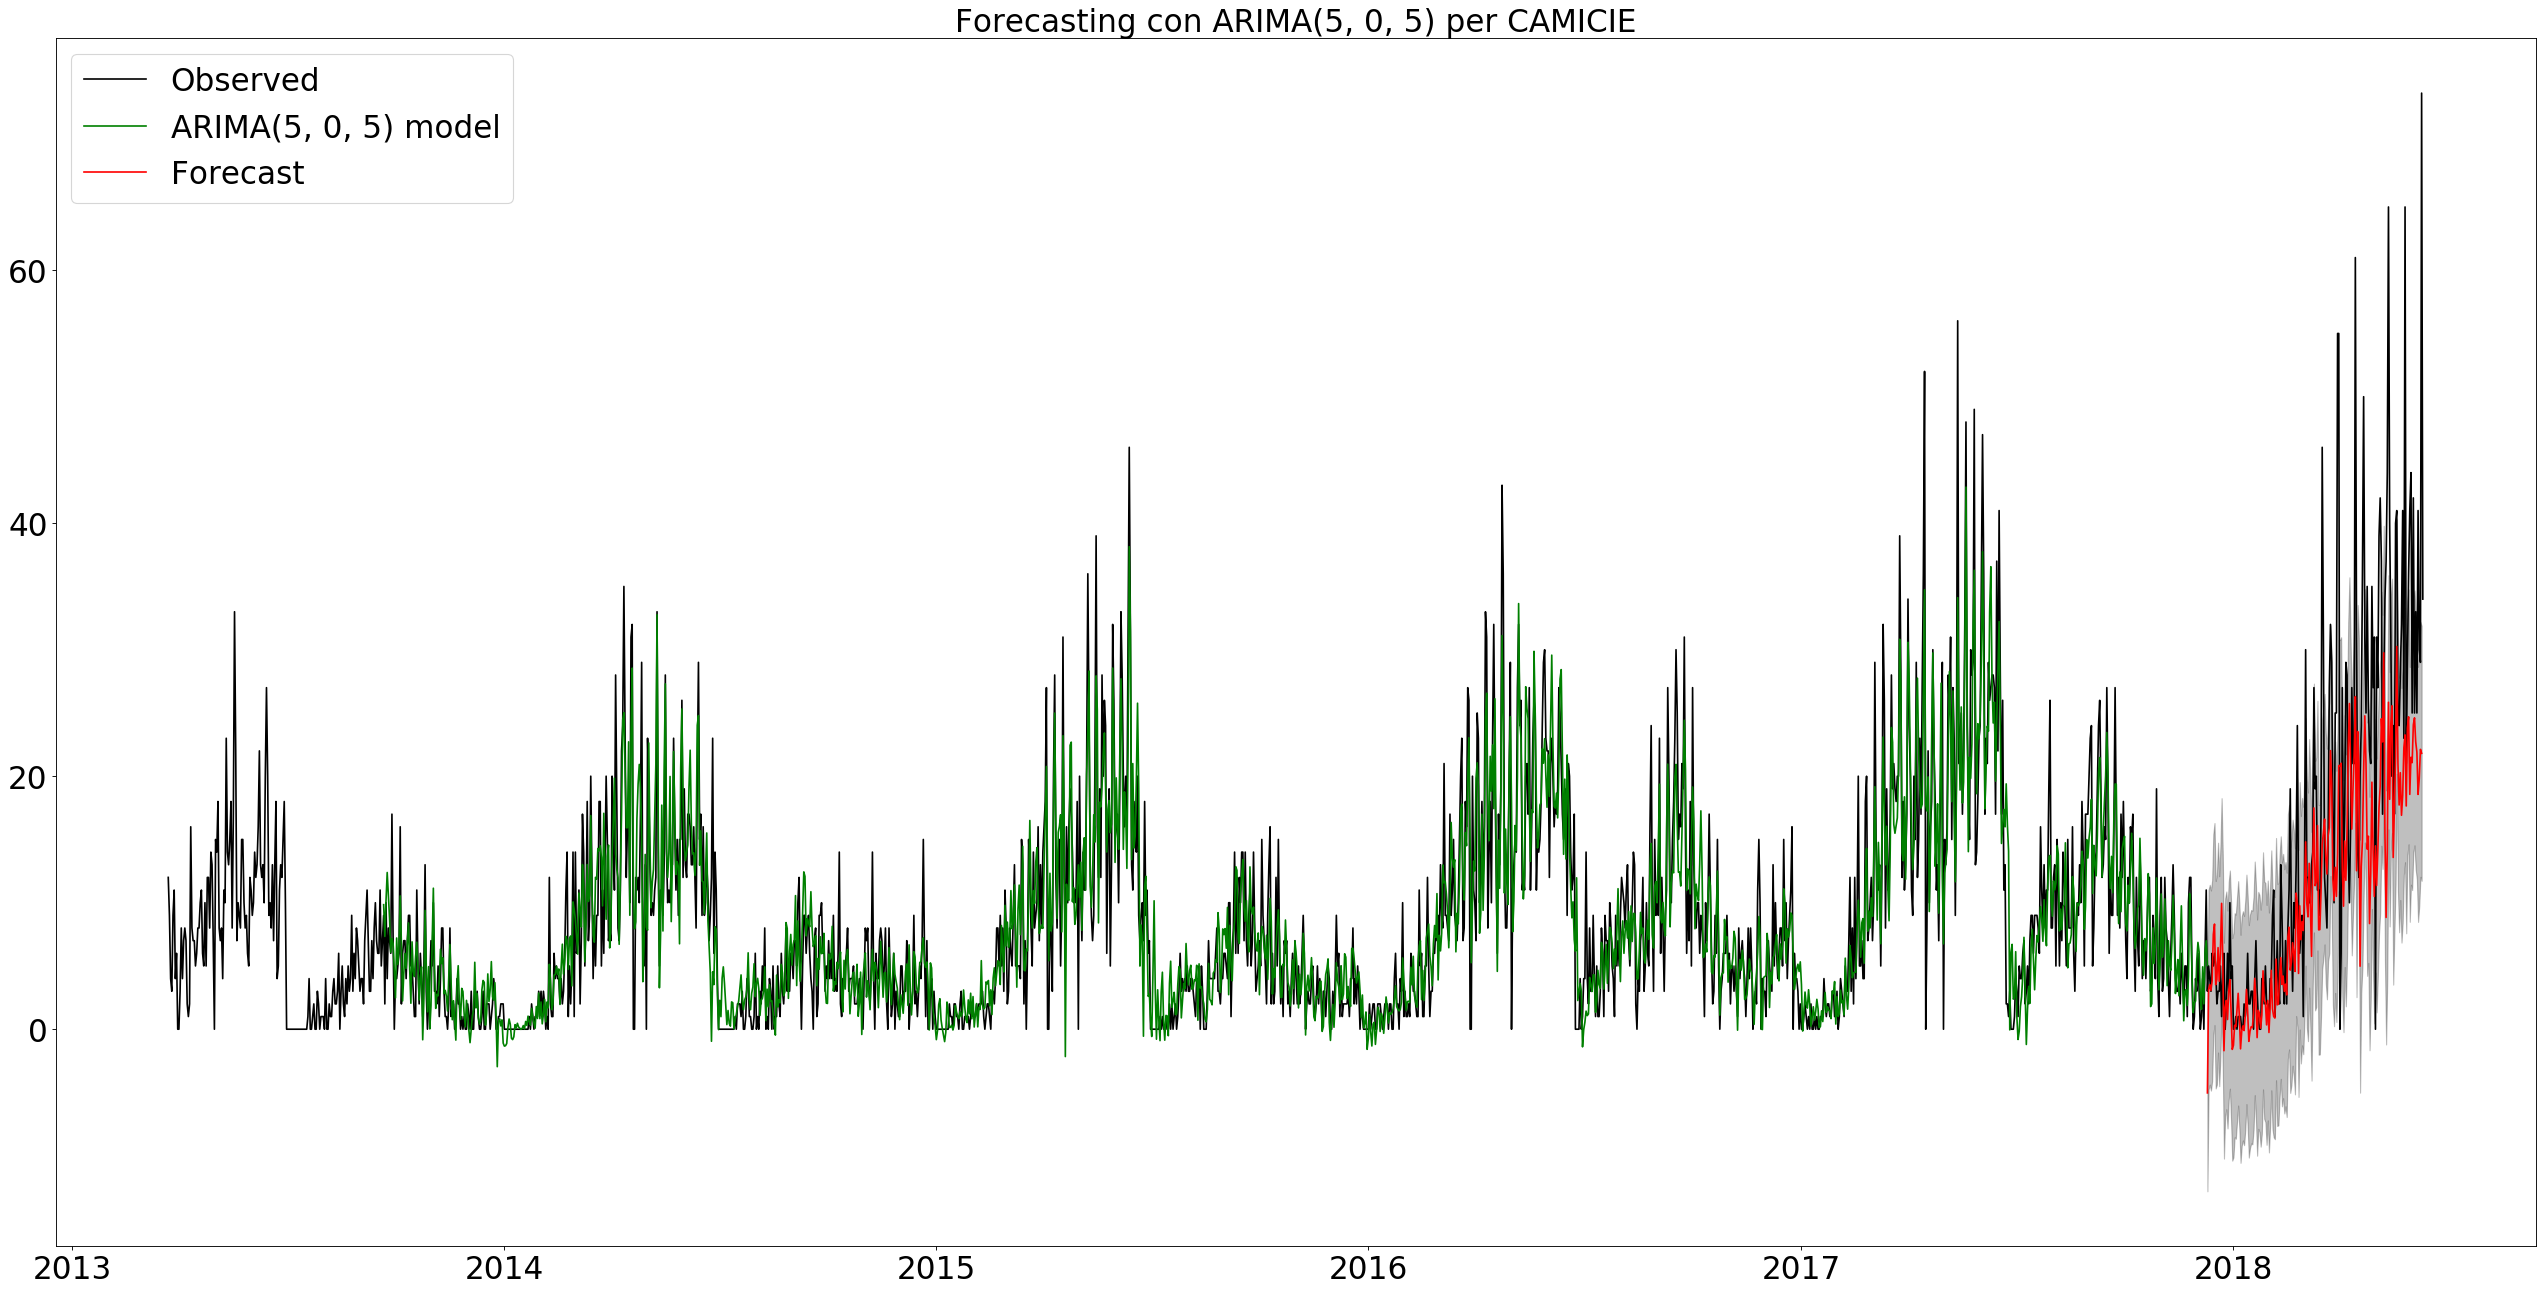 Forecasting con ARIMA(5, 0, 5) per CAMICIE
Observed
ARIMA(5, 0, 5) model
Forecast
60
40
20
0
2013 2014 2015 2016 2017 2018